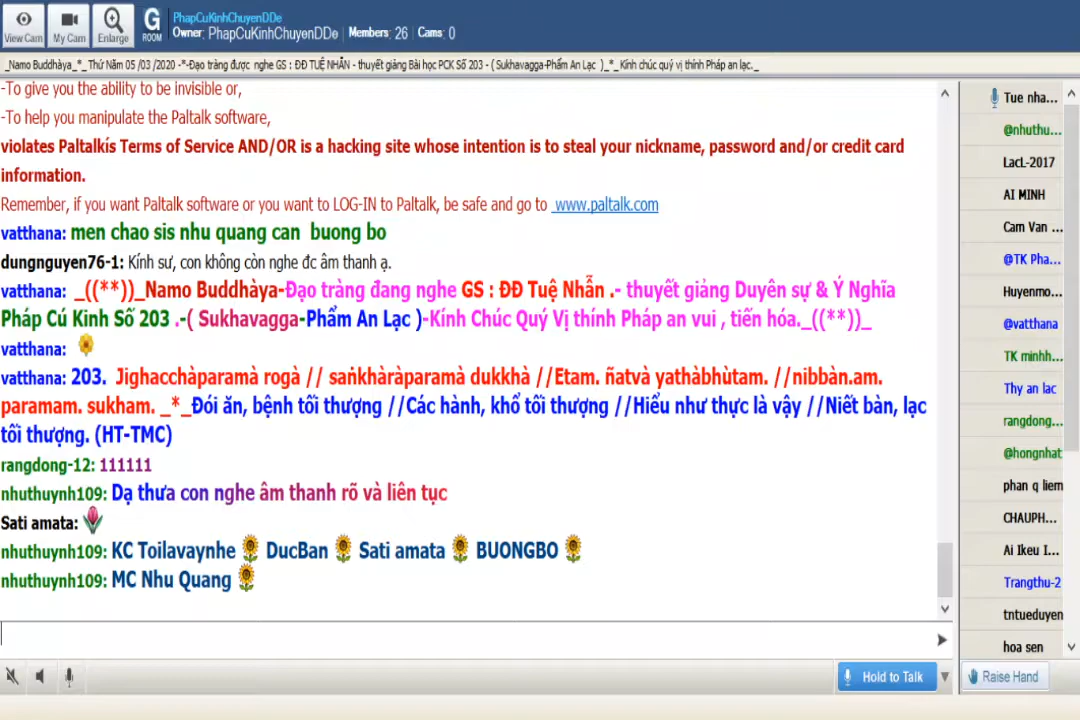 View Cam
My Cam
Enlarge
G
ROOM
PhapCuKinhChuyenDDe
Owner: PhapCuKinhChuyenDDe
Members: 26
Cams: 0
_Namo Buddhàya_*_ Thứ Năm 05 /03 /2020 -*-Đạo tràng được nghe GS : ĐĐ TUỆ NHẪN - thuyết giảng Bài học PCK Số 203 - ( Sukhavagga-Phẩm An Lạc )_*_Kính chúc quý vị thính Pháp an lạc._
-To give you the ability to be invisible or,
-To help you manipulate the Paltalk software,
violates Paltalkís Terms of Service AND/OR is a hacking site whose intention is to steal your nickname, password and/or credit card
information.
Remember, if you want Paltalk software or you want to LOG-IN to Paltalk, be safe and go to www.paltalk.com
vatthana: men chao sis nhu quang can buong bo
dungnguyen76-1: Kính sư, con không còn nghe đc âm thanh ạ.
vatthana: _((**))_Namo Buddhàya-Đạo tràng đang nghe GS : ĐĐ Tuệ Nhẫn .- thuyết giảng Duyên sự & Ý Nghĩa
Pháp Cú Kinh Số 203 .-( Sukhavagga-Phẩm An Lạc )-Kính Chúc Quý Vị thính Pháp an vui , tiến hóa._((**))_
vatthana:
vatthana: 203. Jighacchàparamà rogà // saṅkhàràparamà dukkhà //Etam. ñatvà yathàbhùtam. //nibbàn.am.
paramam. sukham. _*_Đói ăn, bệnh tối thượng //Các hành, khổ tối thượng //Hiểu như thực là vậy //Niết bàn, lạc
tối thượng. (HT-TMC)
rangdong-12: 111111
nhuthuynh109: Dạ thưa con nghe âm thanh rõ và liên tục
Sati amata:
nhuthuynh109: KC Toilavaynhe DucBan Sati amata BUONGBO
nhuthuynh109: MC Nhu Quang
Hold to Talk
Tue nha...
@nhuthu...
LacL-2017
AI MINH
Cam Van ...
@TK Pha...
Huyenmo...
@vatthana
TK minhh...
Thy an lac
rangdong...
@hongnhat
phan q liem
CHAUPH...
Ai Ikeu I...
Trangthu-2
tntueduyen
hoa sen
Raise Hand